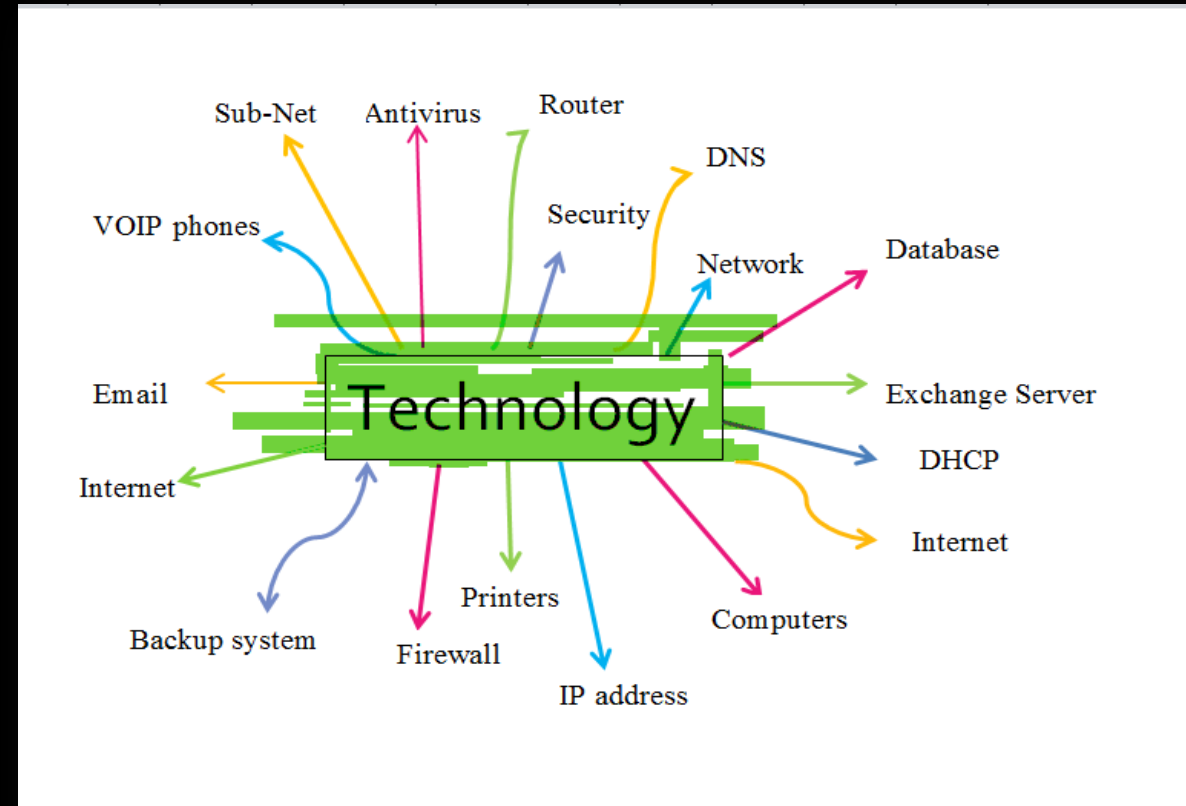 Router
Sub-Net
Antivirus
DNS
Security
VOIP phones
Database
Network
Email
Technology
Exchange Server
DHCP
Internet
Internet
Printers
Computers
Backup system
Firewall
IP address